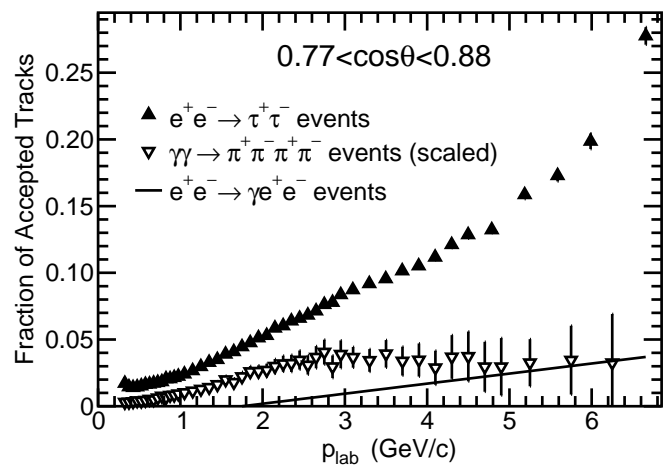 0.77<cosθ<0.88
e⁺e⁻→τ⁺τ⁻ events
γγ→π⁺π⁻π⁺π⁻ events (scaled)
e⁺e⁻→γe⁺e⁻ events
Fraction of Accepted Tracks
0.25
0.20
0.15
0.10
0.05
0
0 1 2 3 4 5 6
p_lab (GeV/c)